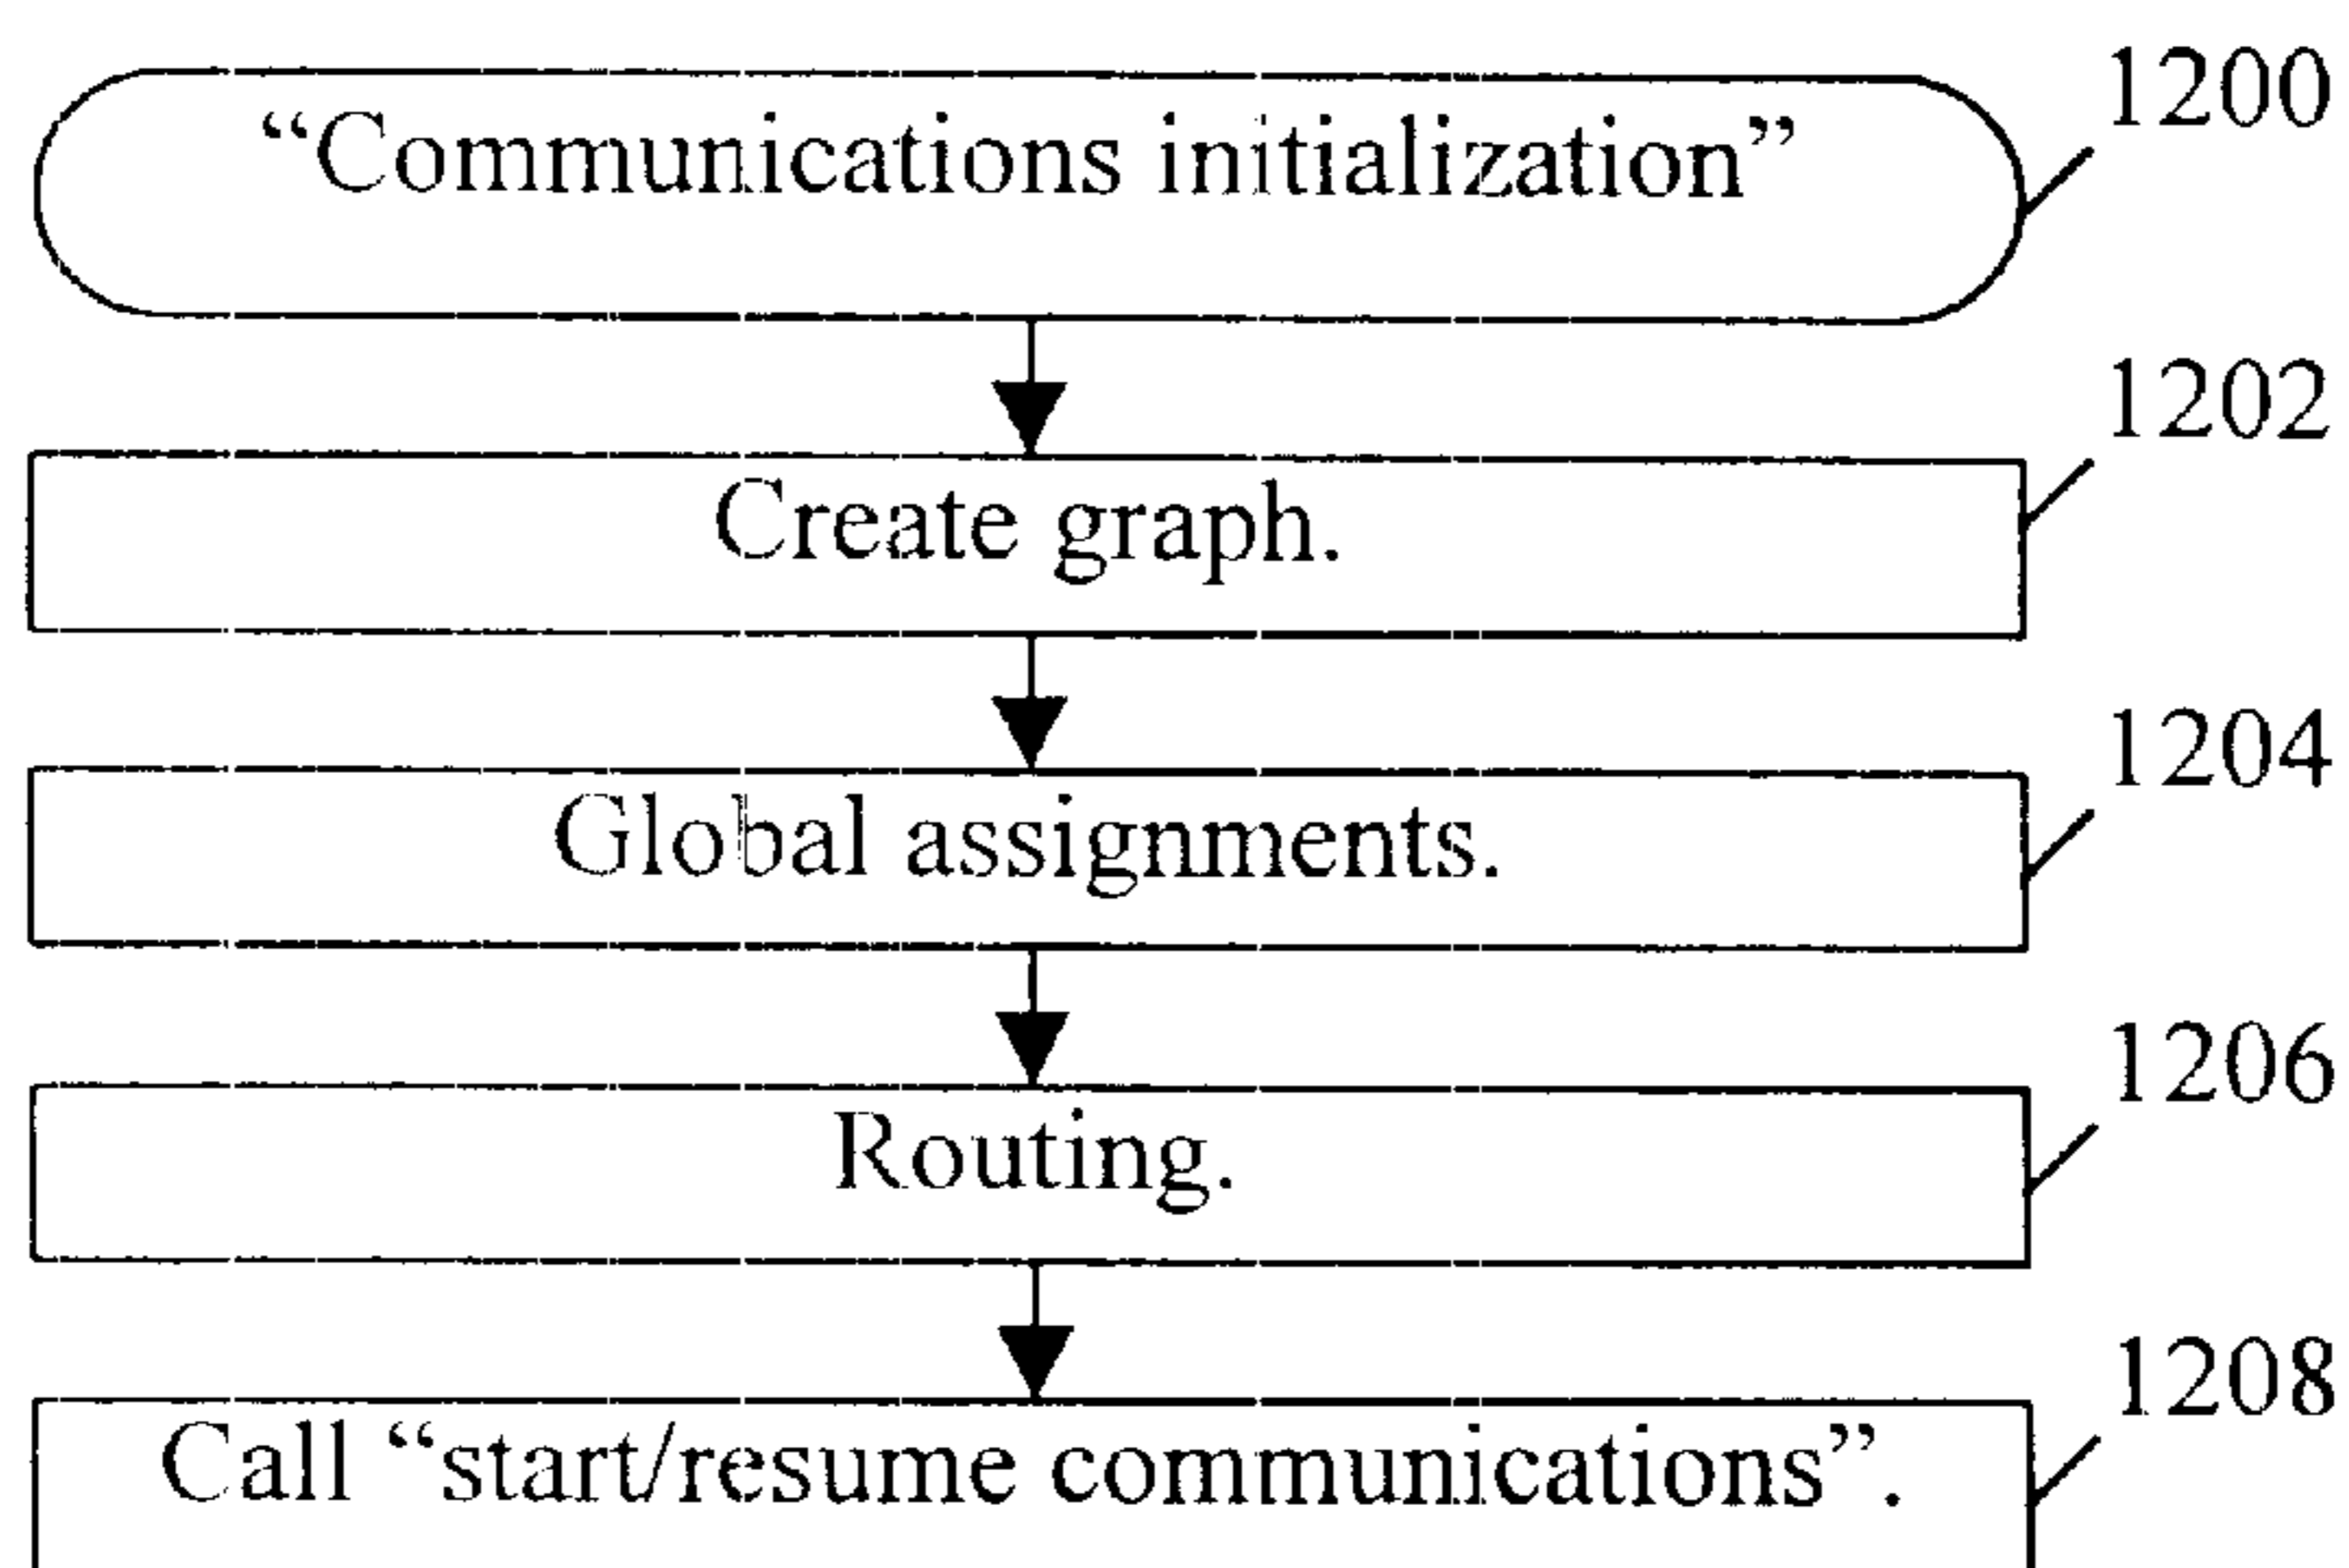 1200
“Communications initialization”
1202
Create graph.
1204
Global assignments.
1206
Routing.
1208
Call “start/resume communications”.